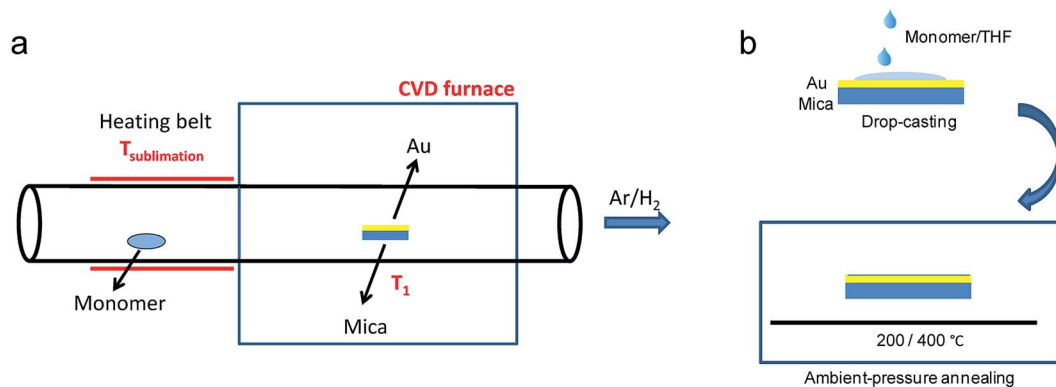 a
CVD furnace
Heating belt
T_sublimation
Au
Ar/H₂
T₁
Monomer
Mica
b
Monomer/THF
Au
Mica
Drop-casting
200 / 400 ℃
Ambient-pressure annealing